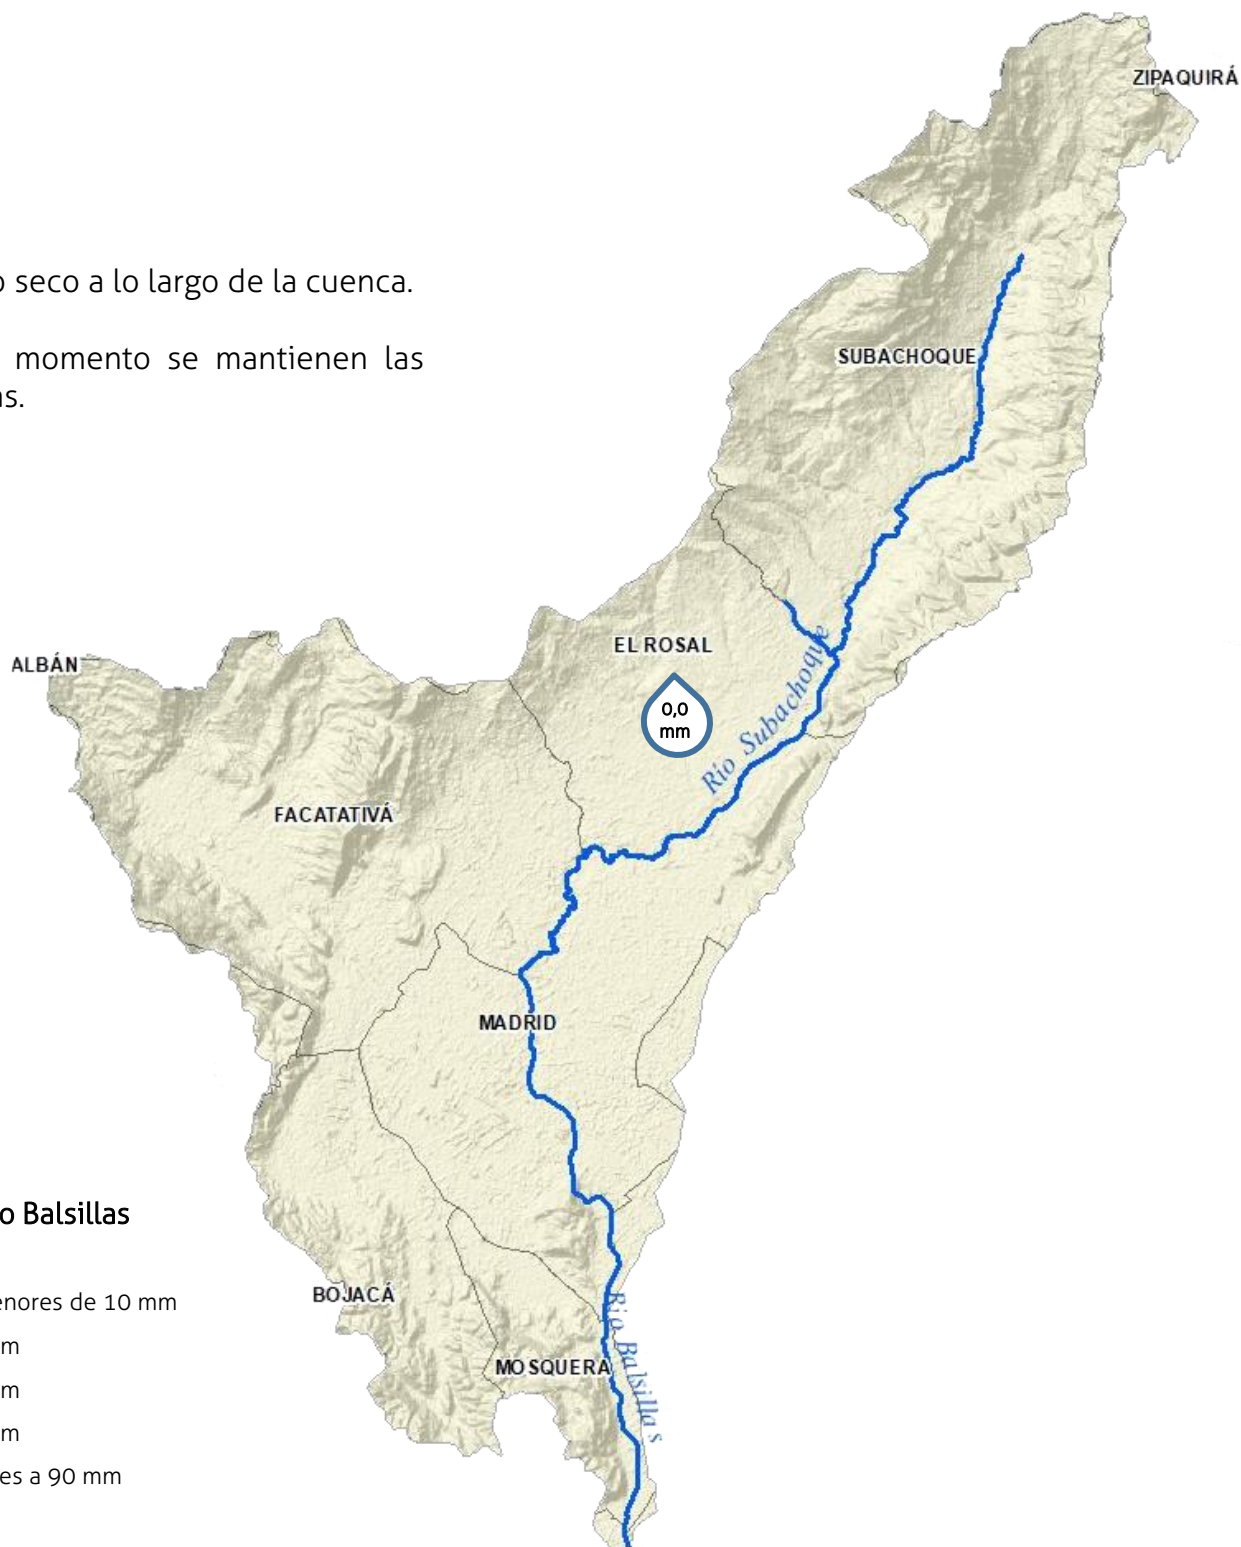 o seco a lo largo de la cuenca.
momento se mantienen las
as.
ZIPAQUIRÁ
SUBACHOQUE
EL ROSAL
0,0
mm
Río Subachoque
ALBÁN
FACATATIVÁ
MADRID
BOJACÁ
MOSQUERA
Río Balsillas
o Balsillas
enores de 10 mm
m
m
m
es a 90 mm